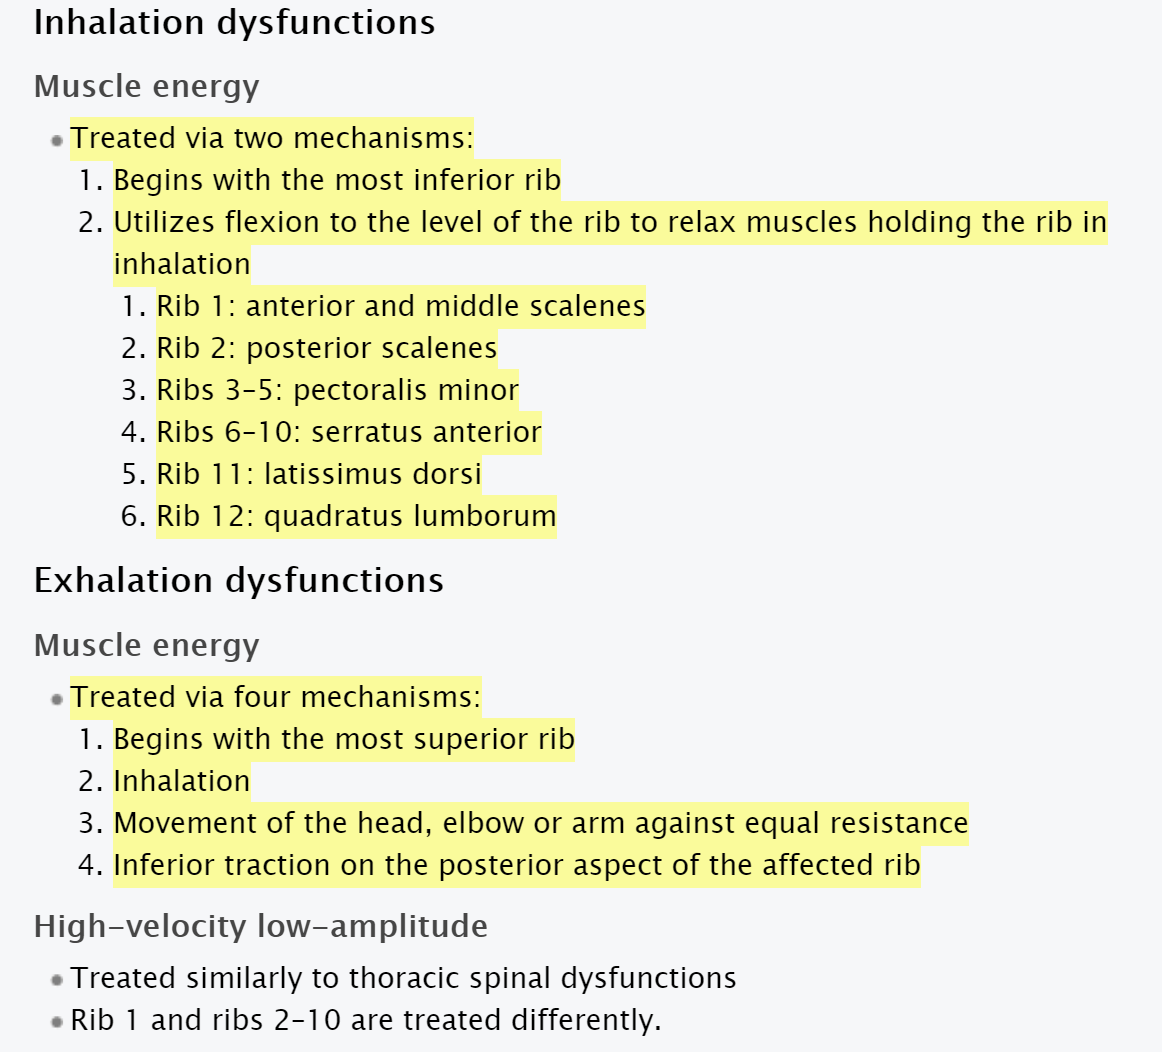 Inhalation dysfunctions
Muscle energy
Treated via two mechanisms:
1. Begins with the most inferior rib
2. Utilizes flexion to the level of the rib to relax muscles holding the rib in
inhalation
1. Rib 1: anterior and middle scalenes
2. Rib 2: posterior scalenes
3. Ribs 3–5: pectoralis minor
4. Ribs 6–10: serratus anterior
5. Rib 11: latissimus dorsi
6. Rib 12: quadratus lumborum
Exhalation dysfunctions
Muscle energy
Treated via four mechanisms:
1. Begins with the most superior rib
2. Inhalation
3. Movement of the head, elbow or arm against equal resistance
4. Inferior traction on the posterior aspect of the affected rib
High–velocity low–amplitude
Treated similarly to thoracic spinal dysfunctions
Rib 1 and ribs 2–10 are treated differently.